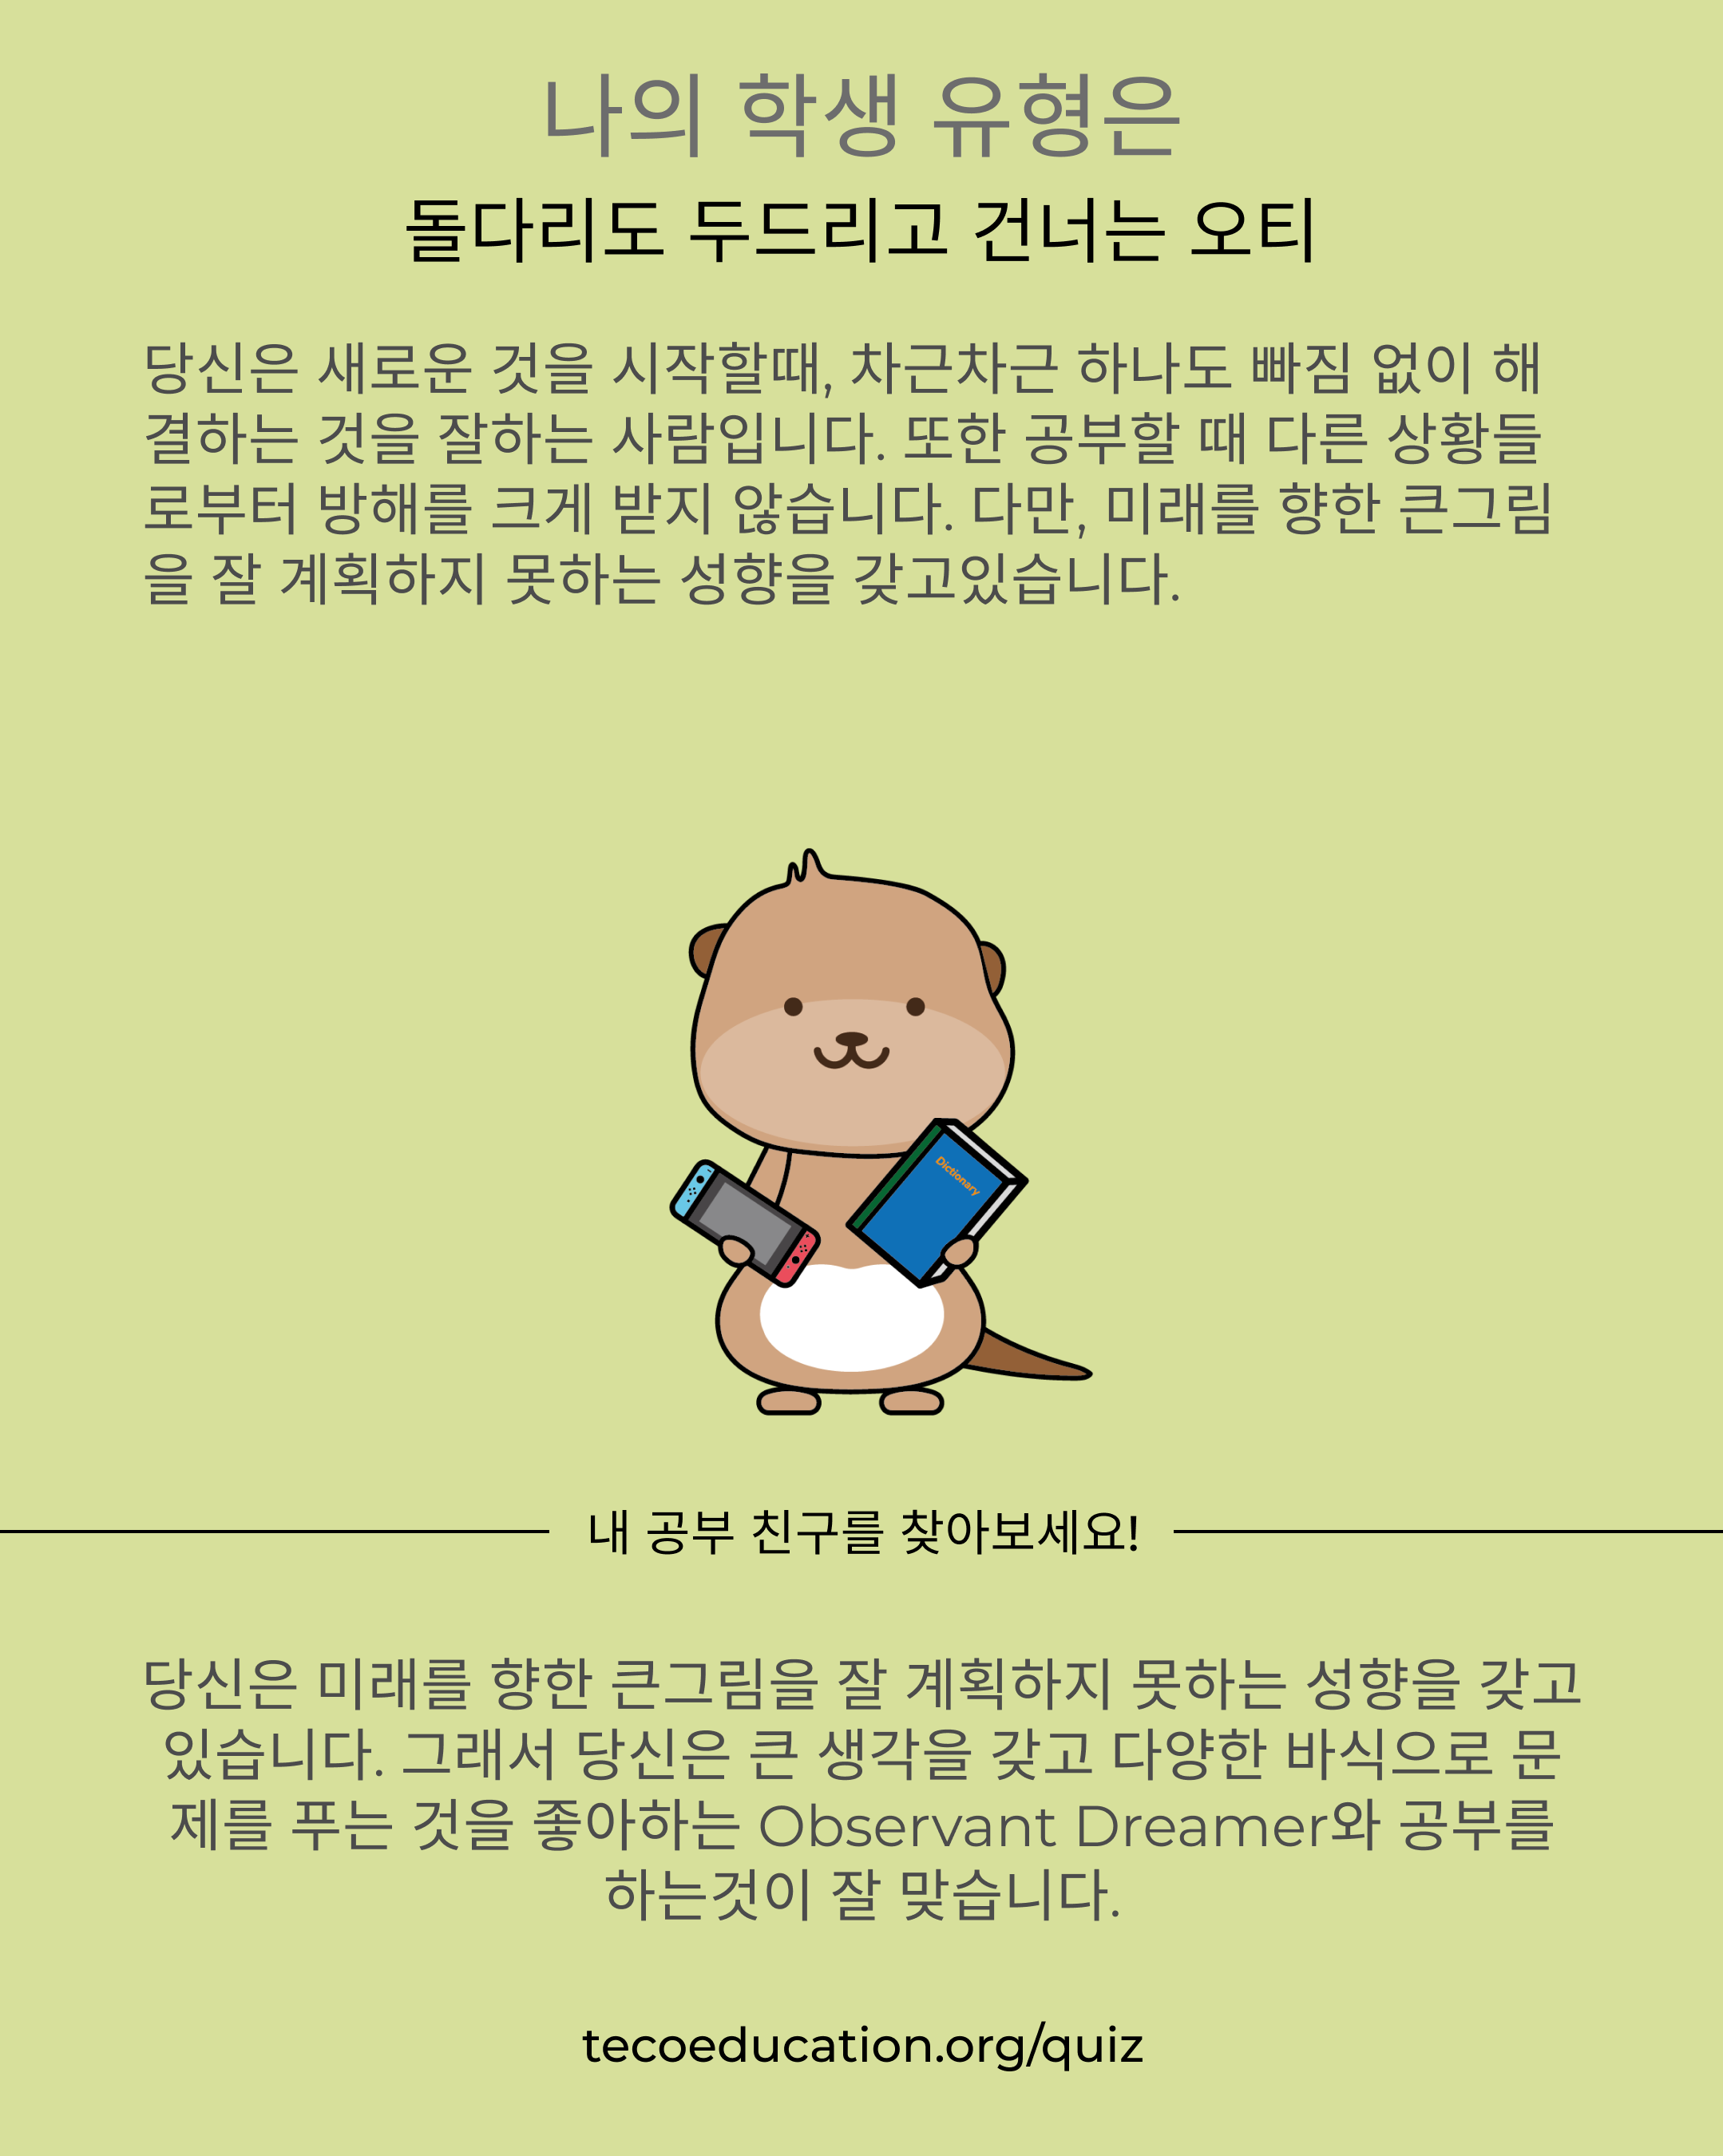 나의 학생 유형은
돌다리도 두드리고 건너는 오티
당신은 새로운 것을 시작할때, 차근차근 하나도 빠짐 없이 해
결하는 것을 잘하는 사람입니다. 또한 공부할 때 다른 상황들
로부터 방해를 크게 받지 않습니다. 다만, 미래를 향한 큰그림
을 잘 계획하지 못하는 성향을 갖고있습니다.
Dictionary
내 공부 친구를 찾아보세요!
당신은 미래를 향한 큰그림을 잘 계획하지 못하는 성향을 갖고
있습니다. 그래서 당신은 큰 생각을 갖고 다양한 바식으로 문
제를 푸는 것을 좋아하는 Observant Dreamer와 공부를
하는것이 잘 맞습니다.
tecoeducation.org/quiz